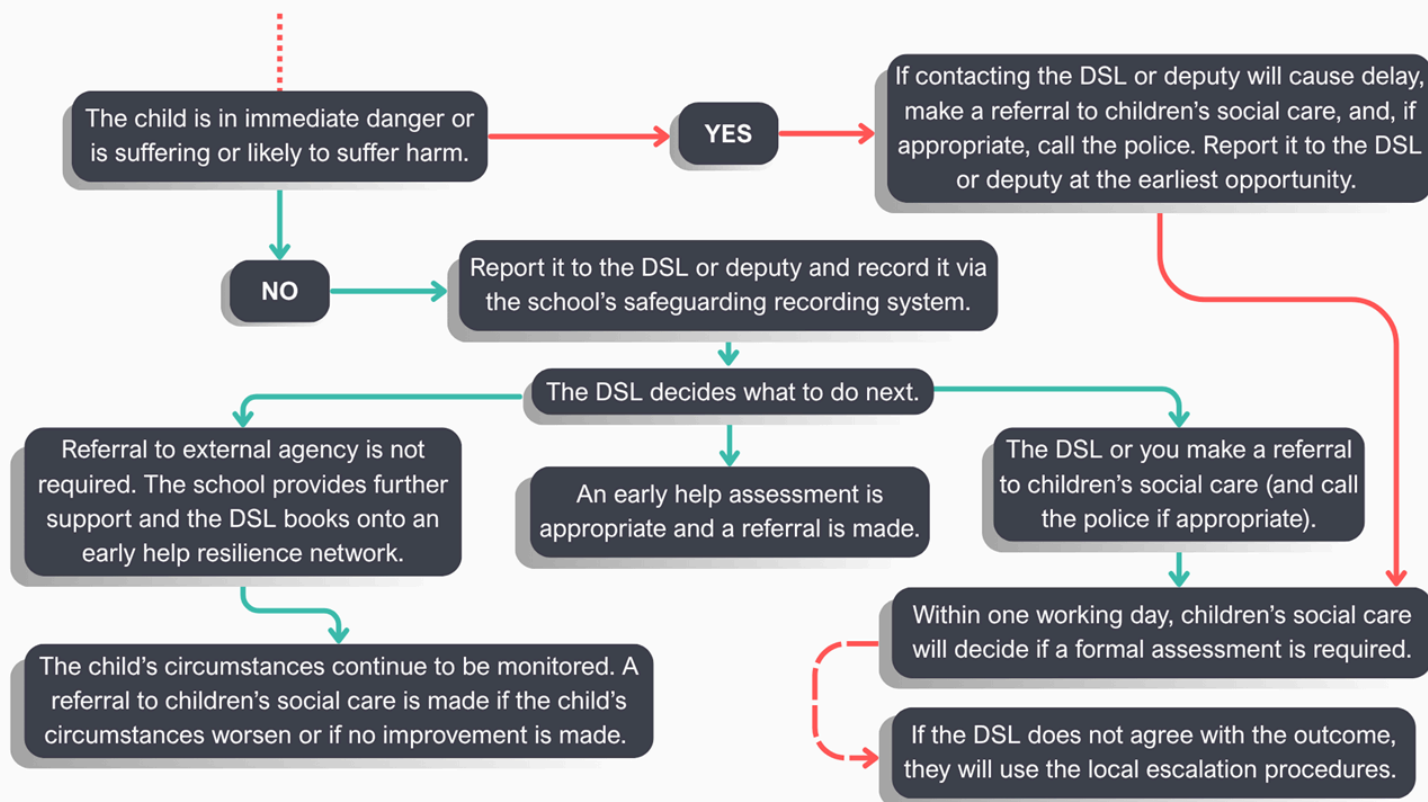 The child is in immediate danger or
is suffering or likely to suffer harm.
YES
If contacting the DSL or deputy will cause delay,
make a referral to children’s social care, and, if
appropriate, call the police. Report it to the DSL
or deputy at the earliest opportunity.
NO
Report it to the DSL or deputy and record it via
the school’s safeguarding recording system.
The DSL decides what to do next.
Referral to external agency is not
required. The school provides further
support and the DSL books onto an
early help resilience network.
An early help assessment is
appropriate and a referral is made.
The DSL or you make a referral
to children’s social care (and call
the police if appropriate).
The child’s circumstances continue to be monitored. A
referral to children’s social care is made if the child’s
circumstances worsen or if no improvement is made.
Within one working day, children’s social care
will decide if a formal assessment is required.
If the DSL does not agree with the outcome,
they will use the local escalation procedures.